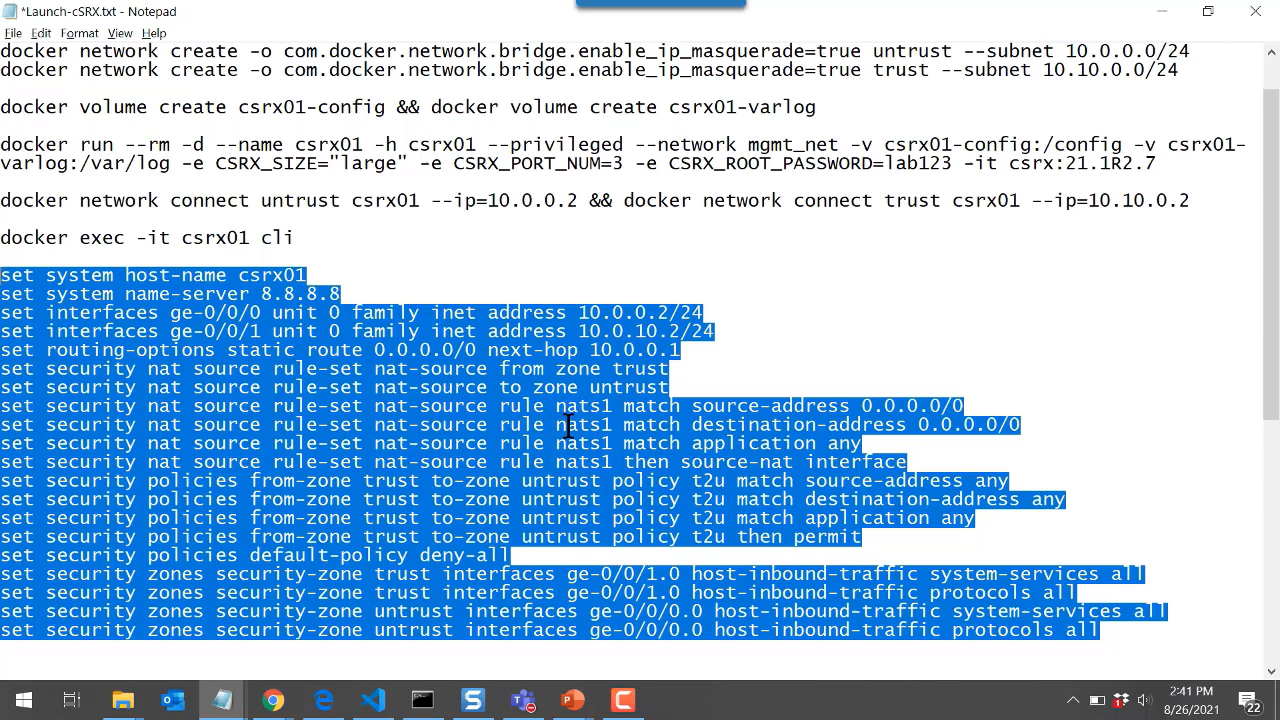 *Launch-cSRX.txt - Notepad
File Edit Format View Help
docker network create -o com.docker.network.bridge.enable_ip_masquerade=true untrust --subnet 10.0.0.0/24
docker network create -o com.docker.network.bridge.enable_ip_masquerade=true trust --subnet 10.10.0.0/24
docker volume create csrx01-config && docker volume create csrx01-varlog
docker run --rm -d --name csrx01 -h csrx01 --privileged --network mgmt_net -v csrx01-config:/config -v csrx01-
varlog:/var/log -e CSRX_SIZE="large" -e CSRX_PORT_NUM=3 -e CSRX_ROOT_PASSWORD=lab123 -it csrx:21.1R2.7
docker network connect untrust csrx01 --ip=10.0.0.2 && docker network connect trust csrx01 --ip=10.10.0.2
docker exec -it csrx01 cli
set system host-name csrx01
set system name-server 8.8.8.8
set interfaces ge-0/0/0 unit 0 family inet address 10.0.0.2/24
set interfaces ge-0/0/1 unit 0 family inet address 10.0.10.2/24
set routing-options static route 0.0.0.0/0 next-hop 10.0.0.1
set security nat source rule-set nat-source from zone trust
set security nat source rule-set nat-source to zone untrust
set security nat source rule-set nat-source rule nats1 match source-address 0.0.0.0/0
set security nat source rule-set nat-source rule nats1 match destination-address 0.0.0.0/0
set security nat source rule-set nat-source rule nats1 match application any
set security nat source rule-set nat-source rule nats1 then source-nat interface
set security policies from-zone trust to-zone untrust policy t2u match source-address any
set security policies from-zone trust to-zone untrust policy t2u match destination-address any
set security policies from-zone trust to-zone untrust policy t2u match application any
set security policies from-zone trust to-zone untrust policy t2u then permit
set security policies default-policy deny-all
set security zones security-zone trust interfaces ge-0/0/1.0 host-inbound-traffic system-services all
set security zones security-zone trust interfaces ge-0/0/1.0 host-inbound-traffic protocols all
set security zones security-zone untrust interfaces ge-0/0/0.0 host-inbound-traffic system-services all
set security zones security-zone untrust interfaces ge-0/0/0.0 host-inbound-traffic protocols all
2:41 PM
8/26/2021
22